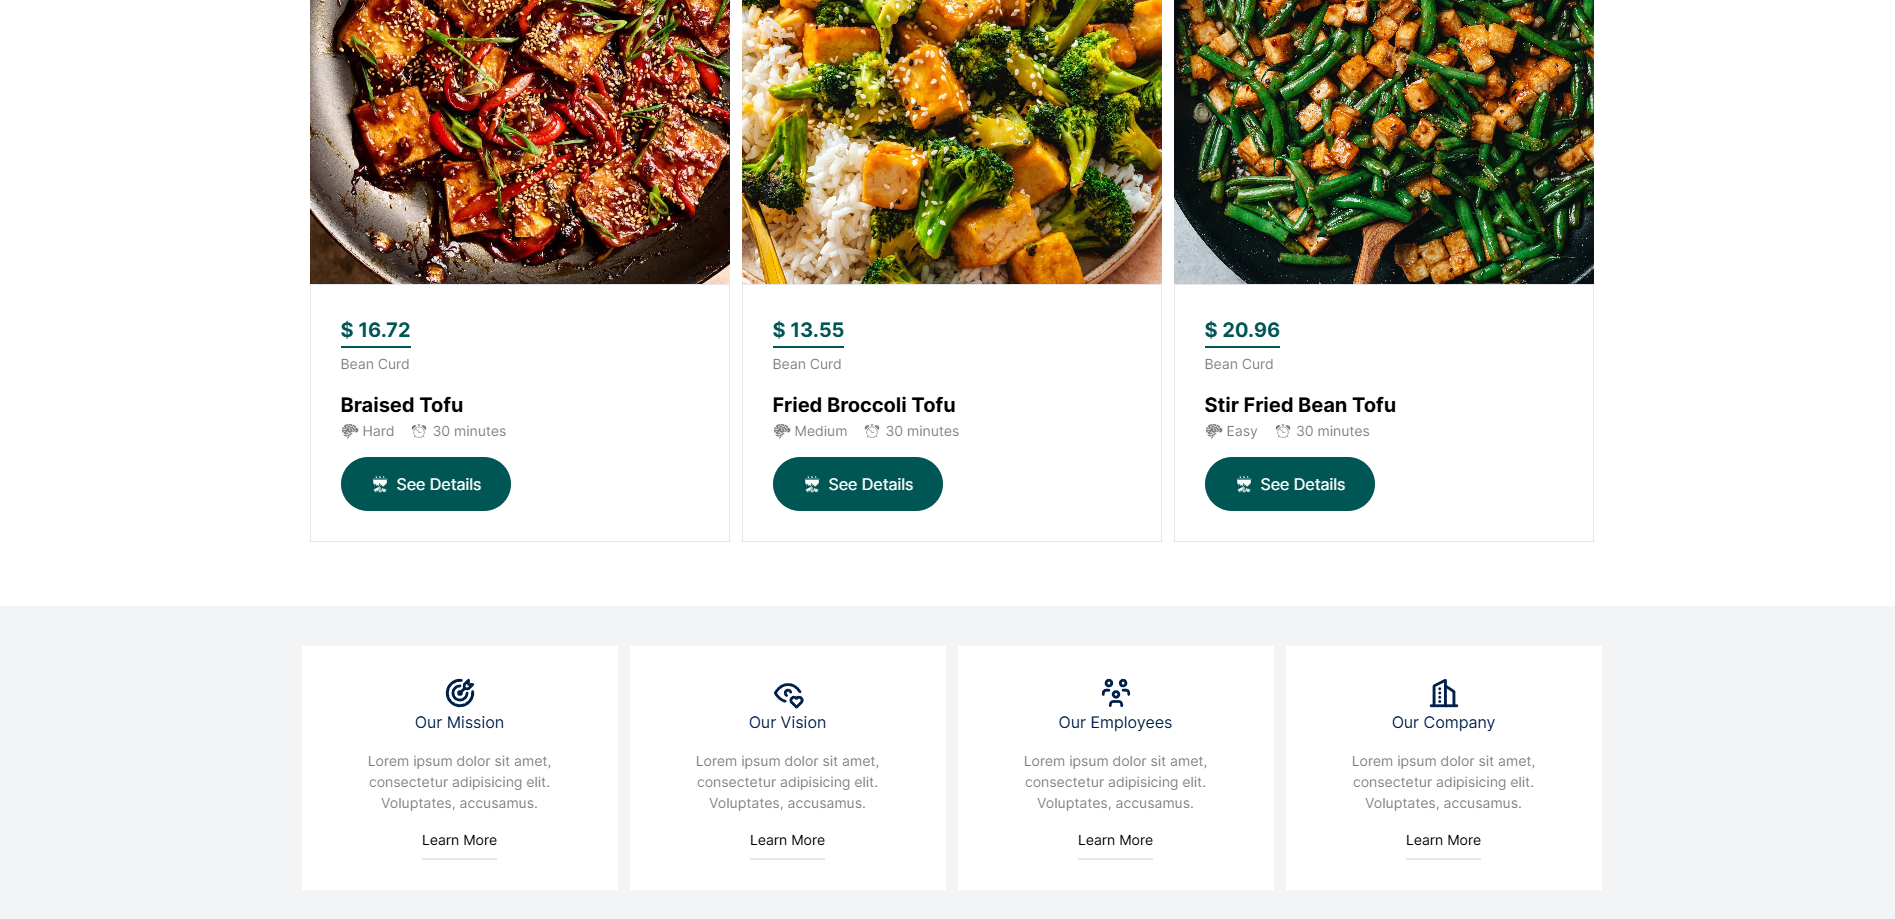 $ 16.72
Bean Curd
Braised Tofu
Hard 30 minutes
See Details
$ 13.55
Bean Curd
Fried Broccoli Tofu
Medium 30 minutes
See Details
$ 20.96
Bean Curd
Stir Fried Bean Tofu
Easy 30 minutes
See Details
Our Mission
Lorem ipsum dolor sit amet,
consectetur adipisicing elit.
Voluptates, accusamus.
Learn More
Our Vision
Lorem ipsum dolor sit amet,
consectetur adipisicing elit.
Voluptates, accusamus.
Learn More
Our Employees
Lorem ipsum dolor sit amet,
consectetur adipisicing elit.
Voluptates, accusamus.
Learn More
Our Company
Lorem ipsum dolor sit amet,
consectetur adipisicing elit.
Voluptates, accusamus.
Learn More